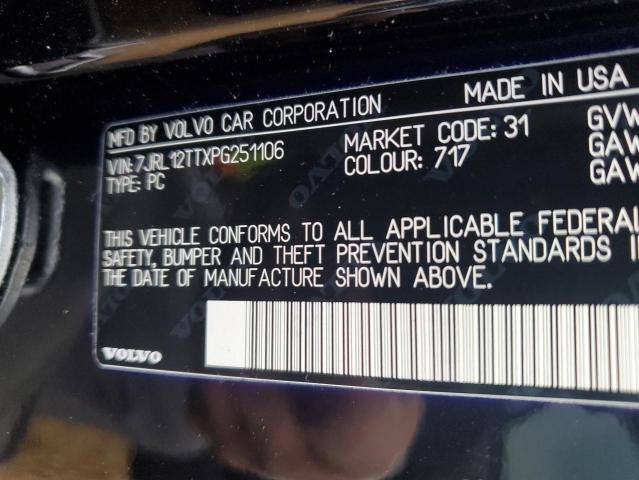 MFD BY VOLVO CAR CORPORATION
MADE IN USA
VIN: 7JRL12TTXPG251106
MARKET CODE: 31
TYPE: PC
COLOUR: 717
GVW
GAW
GAW
THIS VEHICLE CONFORMS TO ALL APPLICABLE FEDERAL
SAFETY, BUMPER AND THEFT PREVENTION STANDARDS I
THE DATE OF MANUFACTURE SHOWN ABOVE.
VOLVO